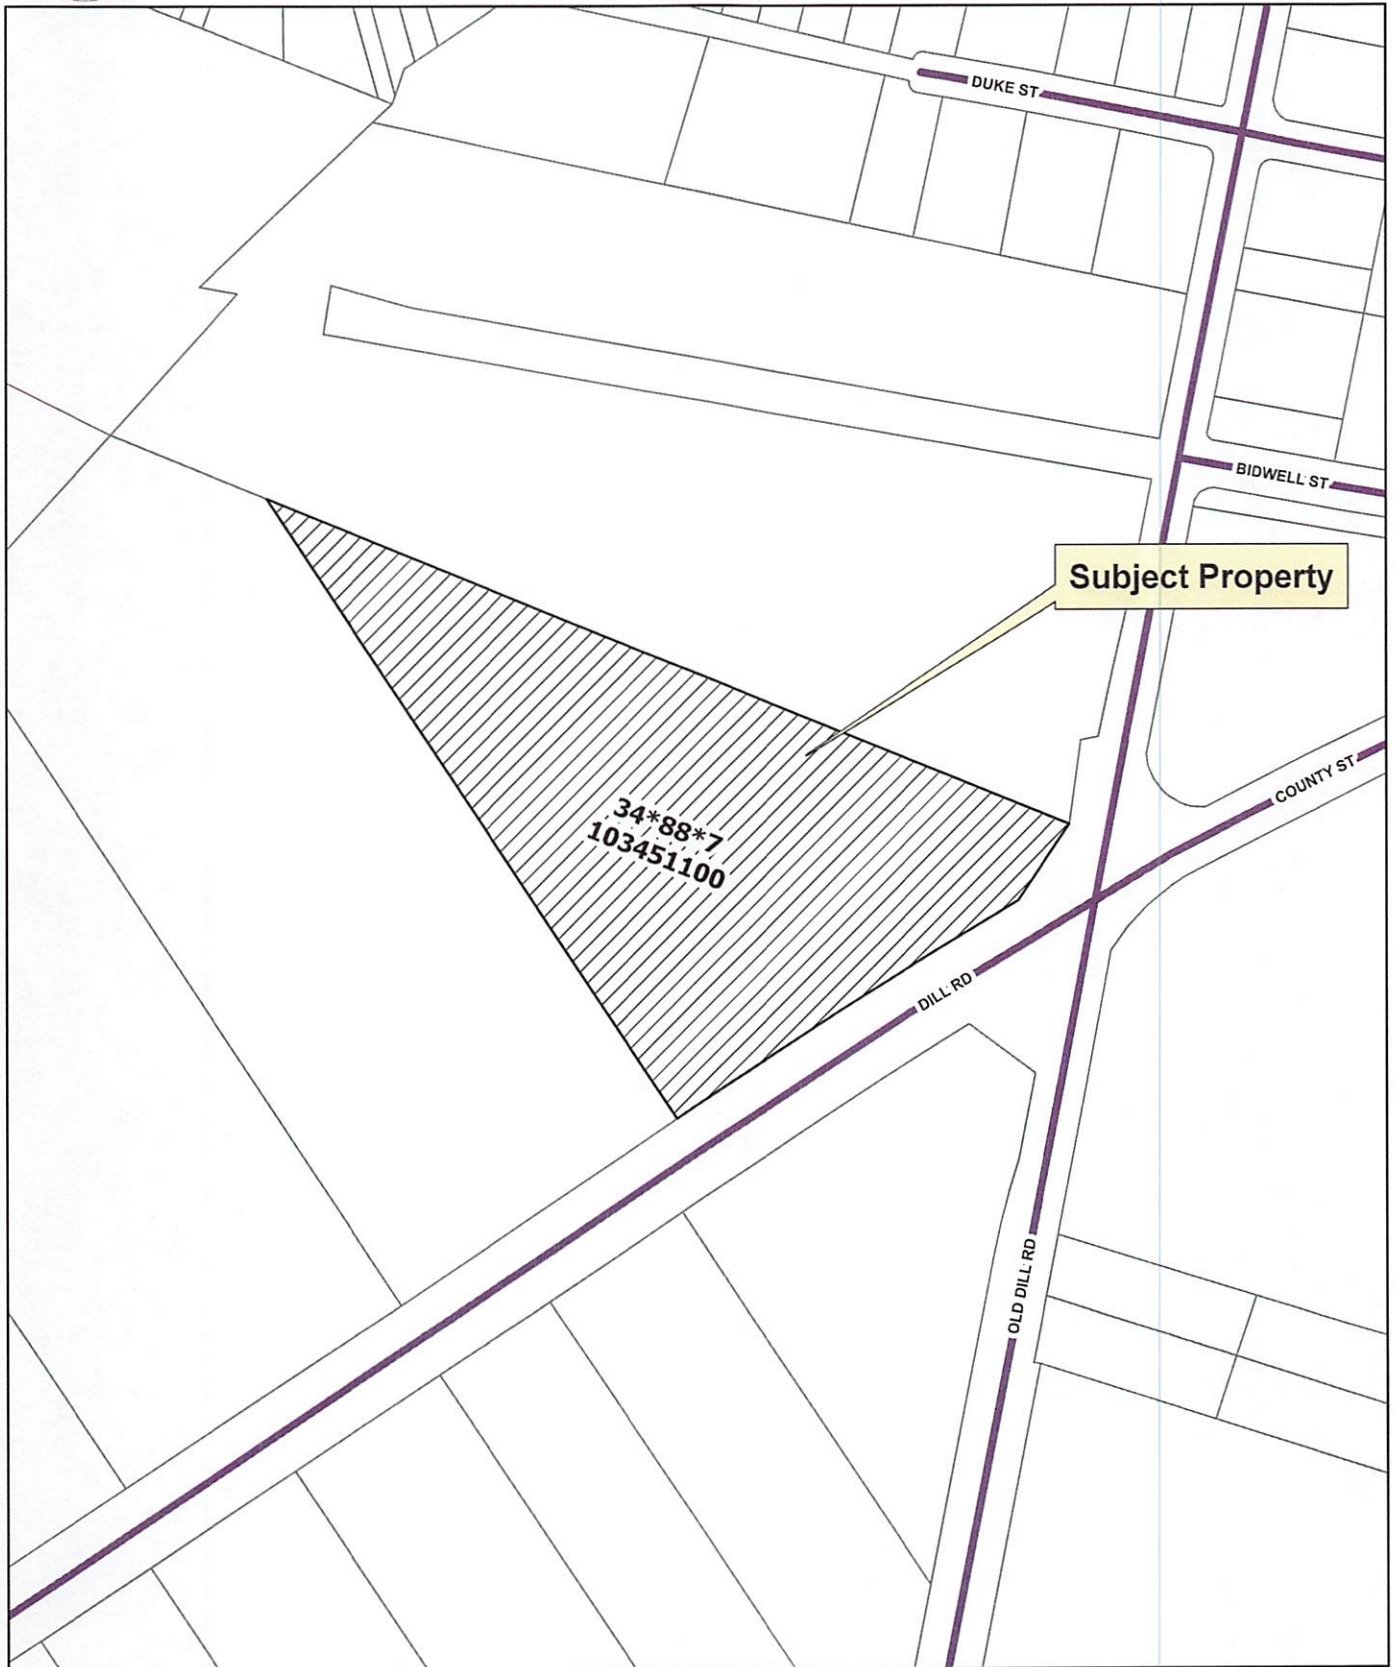 DUKE ST
BIDWELL ST
Subject Property
COUNTY ST
34*88*7
103451100
DILL RD
OLD DILL RD